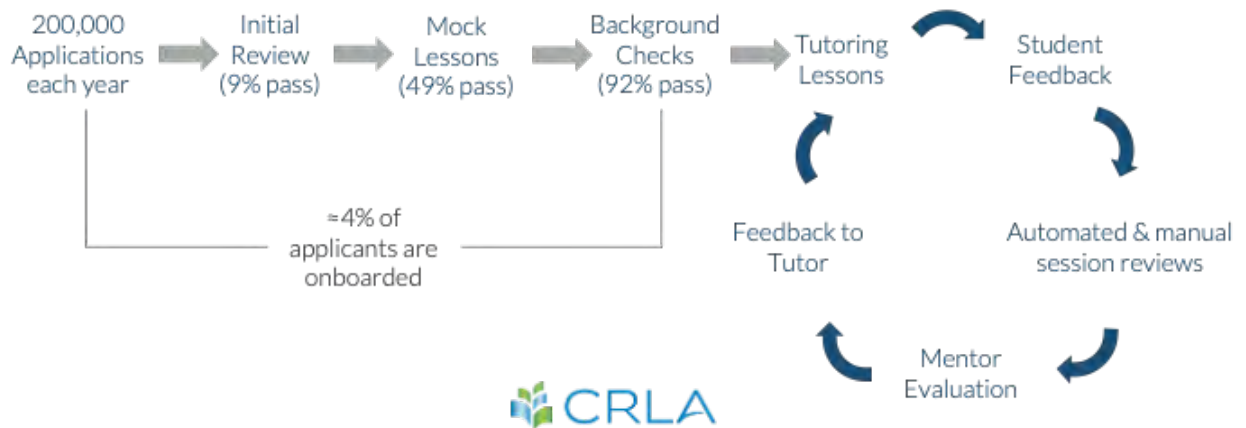 200,000
Applications
each year
Initial
Review
(9% pass)
Mock
Lessons
(49% pass)
Background
Checks
(92% pass)
Tutoring
Lessons
Student
Feedback
Automated & manual
session reviews
Mentor
Evaluation
Feedback to
Tutor
≈4% of
applicants are
onboarded
CRLA